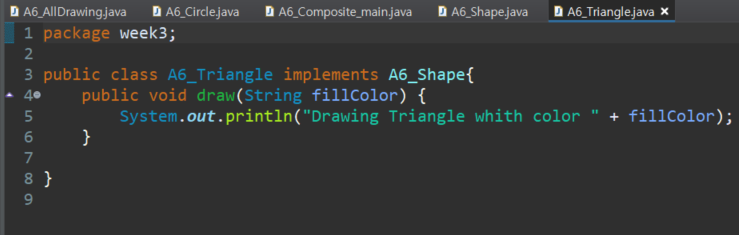 A6_AllDrawing.java A6_Circle.java A6_Composite_main.java A6_Shape.java A6_Triangle.java
1 package week3;
2
3 public class A6_Triangle implements A6_Shape{
4 public void draw(String fillColor) {
5 System.out.println("Drawing Triangle whith color " + fillColor);
6 }
7
8 }
9